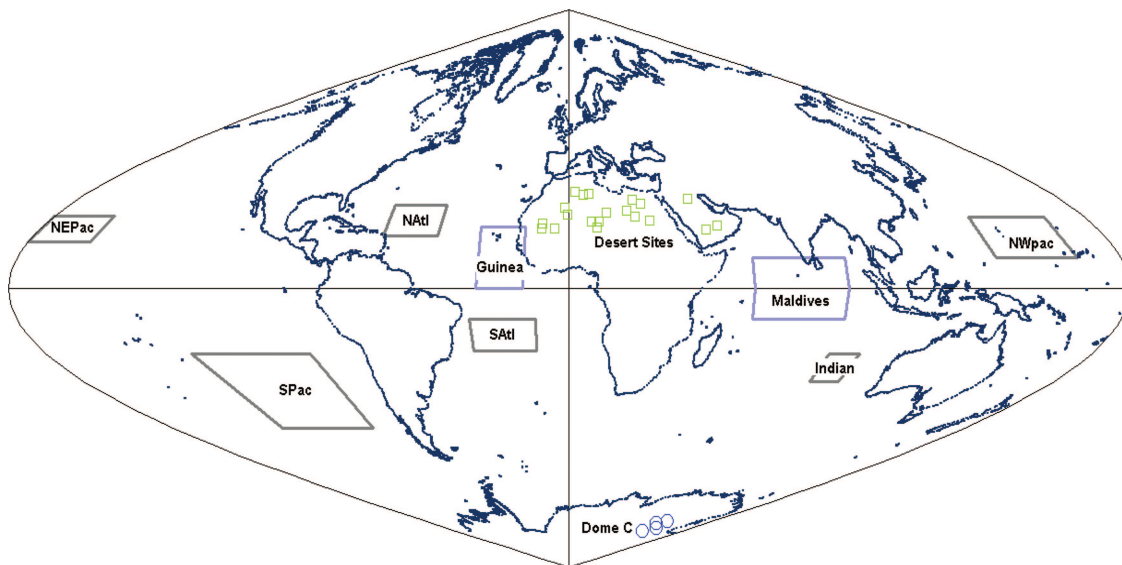 NEPac
NAtl
Desert Sites
NWpac
Guinea
Maldives
SAtl
Indian
SPac
Dome C